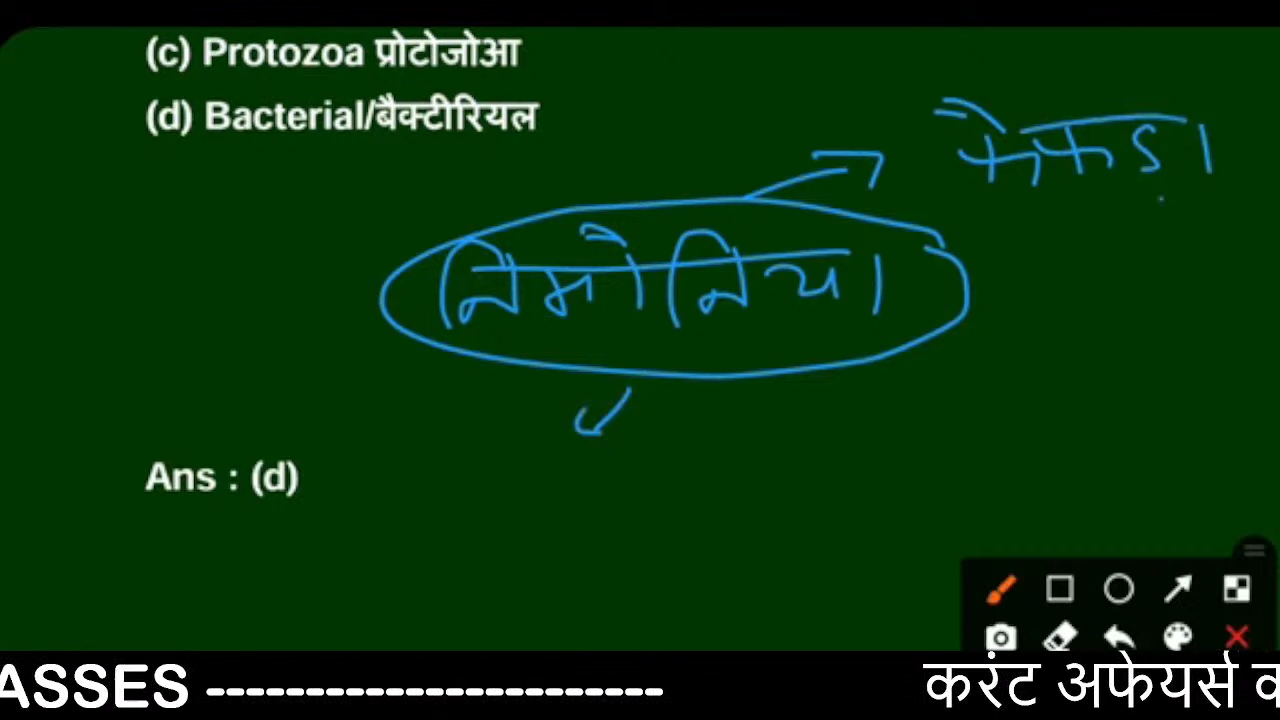 (c) Protozoa प्रोटोजोआ
(d) Bacterial/बैक्टीरियल
फेफड़ा
निमोनिया
Ans : (d)
ASSES ----------------------- करंट अफेयर्स व